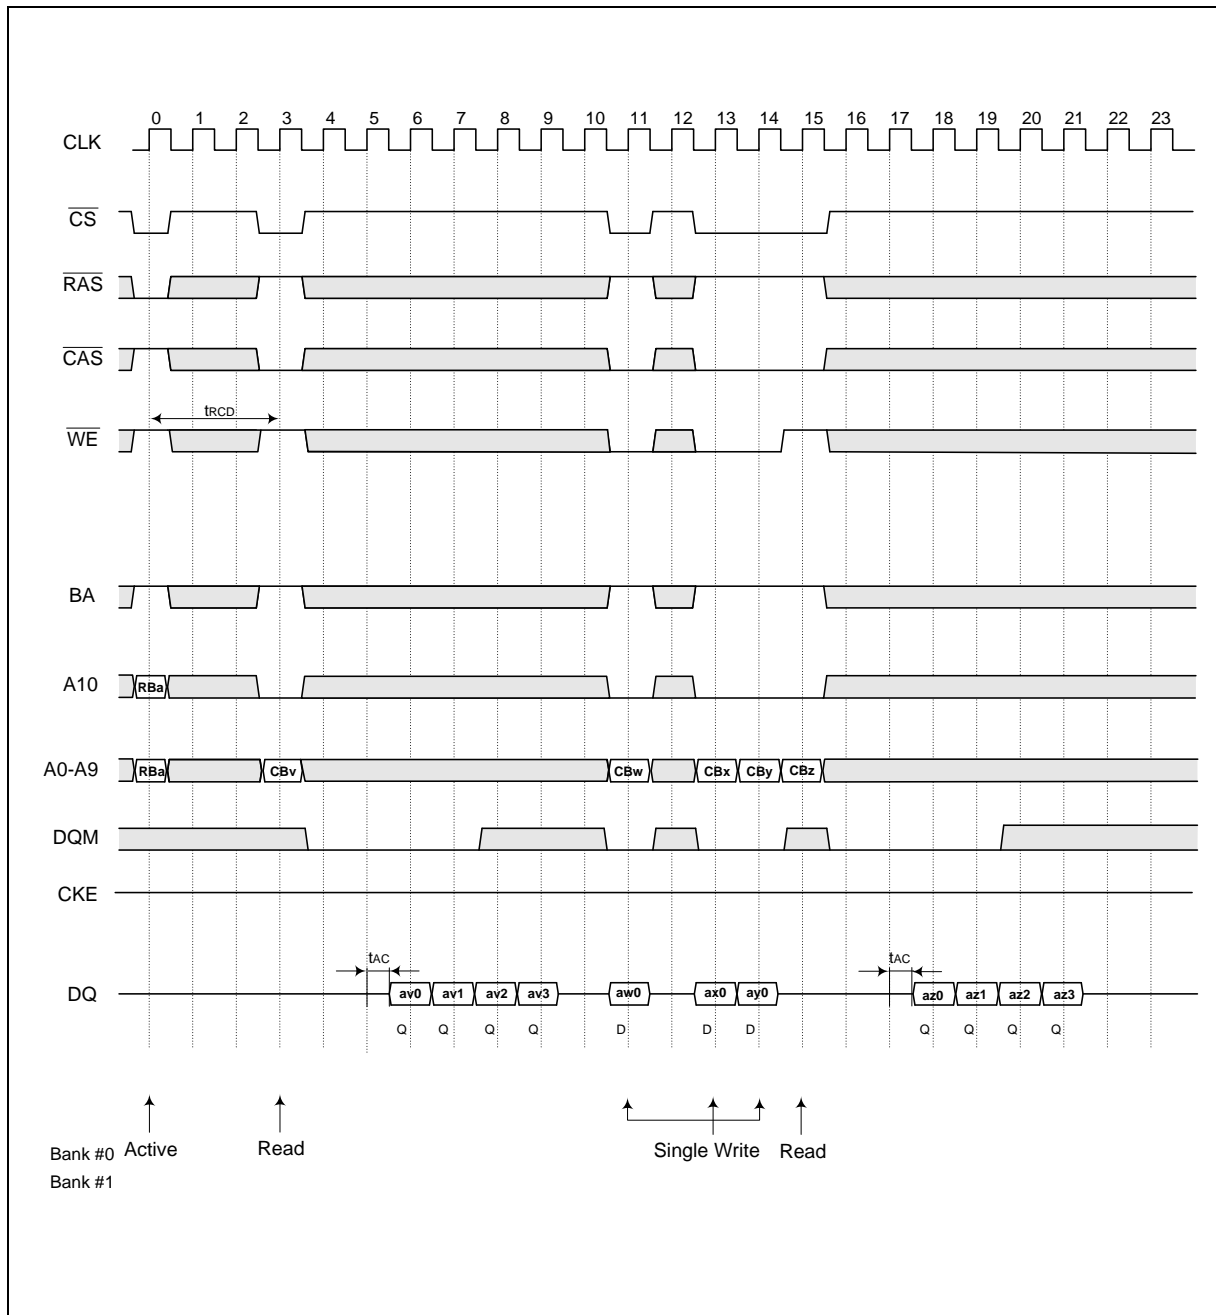 0 1 2 3 4 5 6 7 8 9 10 11 12 13 14 15 16 17 18 19 20 21 22 23
CLK
CS
RAS
CAS
tRCD
WE
BA
A10 RBa
A0-A9 RBa CBv CBw CBx CBy CBz
DQM
CKE
tAC tAC
DQ av0 av1 av2 av3 aw0 ax0 ay0 az0 az1 az2 az3
Q Q Q Q D D D Q Q Q Q
Bank #0 Active Read Single Write Read
Bank #1